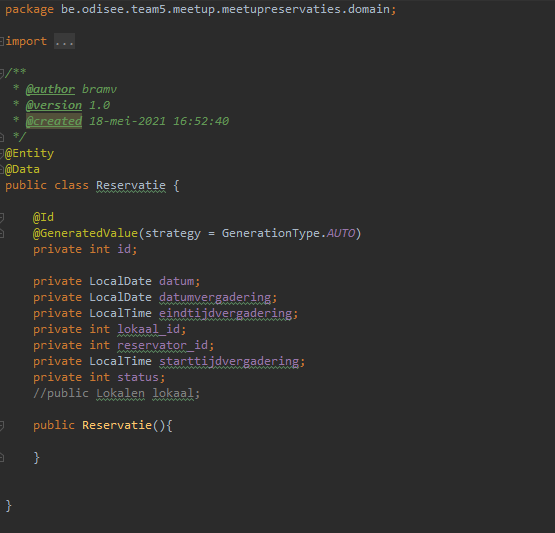 package be.odisee.team5.meetup.meetupreservaties.domain;
import ...
/**
 * @author bramv
 * @version 1.0
 * @created 18-mei-2021 16:52:40
 */
@Entity
@Data
public class Reservatie {
    @Id
    @GeneratedValue(strategy = GenerationType.AUTO)
    private int id;
    private LocalDate datum;
    private LocalDate datumvergadering;
    private LocalTime eindtijdvergadering;
    private int lokaal_id;
    private int reservator_id;
    private LocalTime starttijdvergadering;
    private int status;
    //public Lokalen lokaal;
    public Reservatie(){
    }
}